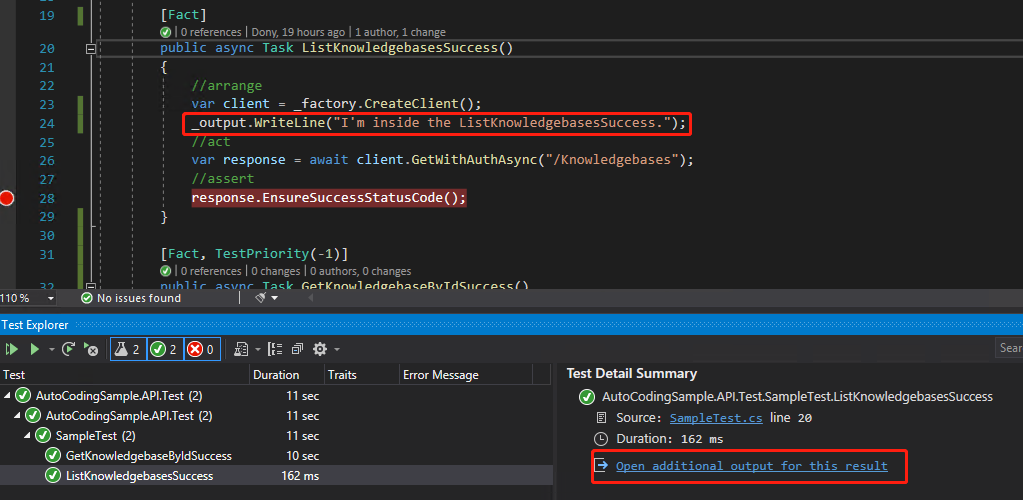 19 [Fact]
0 references | Dony, 19 hours ago | 1 author, 1 change
20 public async Task ListKnowledgebasesSuccess()
21 {
22 //arrange
23 var client = _factory.CreateClient();
24 _output.WriteLine("I'm inside the ListKnowledgebasesSuccess.");
25 //act
26 var response = await client.GetWithAuthAsync("/Knowledgebases");
27 //assert
28 response.EnsureSuccessStatusCode();
29 }
30
31 [Fact, TestPriority(-1)]
0 references | 0 changes | 0 authors, 0 changes
32 public async Task GetKnowledgebaseByIdSuccess()
110 % No issues found
Test Explorer
2 2 0
Sear
Test Duration Traits Error Message
AutoCodingSample.API.Test (2) 11 sec
AutoCodingSample.API.Test (2) 11 sec
SampleTest (2) 11 sec
GetKnowledgebaseByIdSuccess 10 sec
ListKnowledgebasesSuccess 162 ms
Test Detail Summary
AutoCodingSample.API.Test.SampleTest.ListKnowledgebasesSuccess
Source: SampleTest.cs line 20
Duration: 162 ms
Open additional output for this result